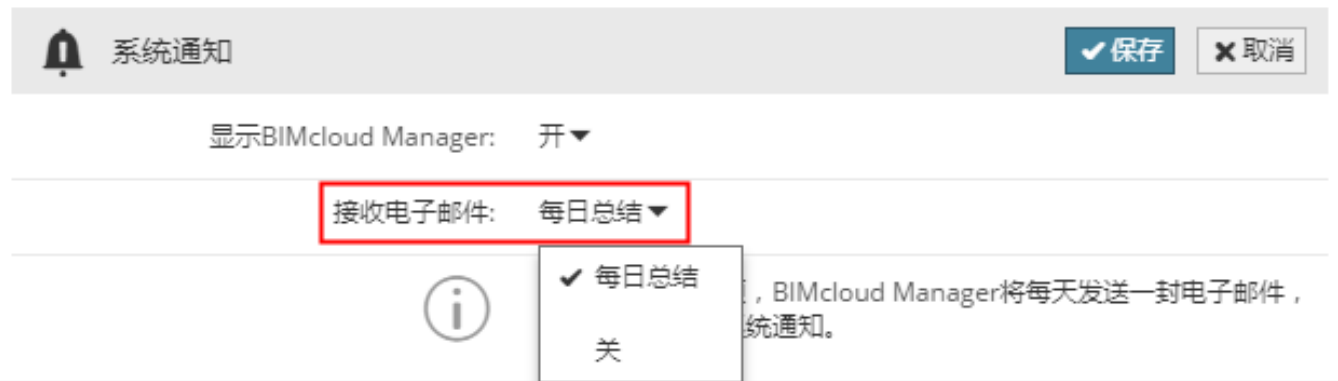 系统通知
保存
取消
显示BIMcloud Manager: 开
接收电子邮件: 每日总结
每日总结
，BIMcloud Manager将每天发送一封电子邮件，
统通知。
关